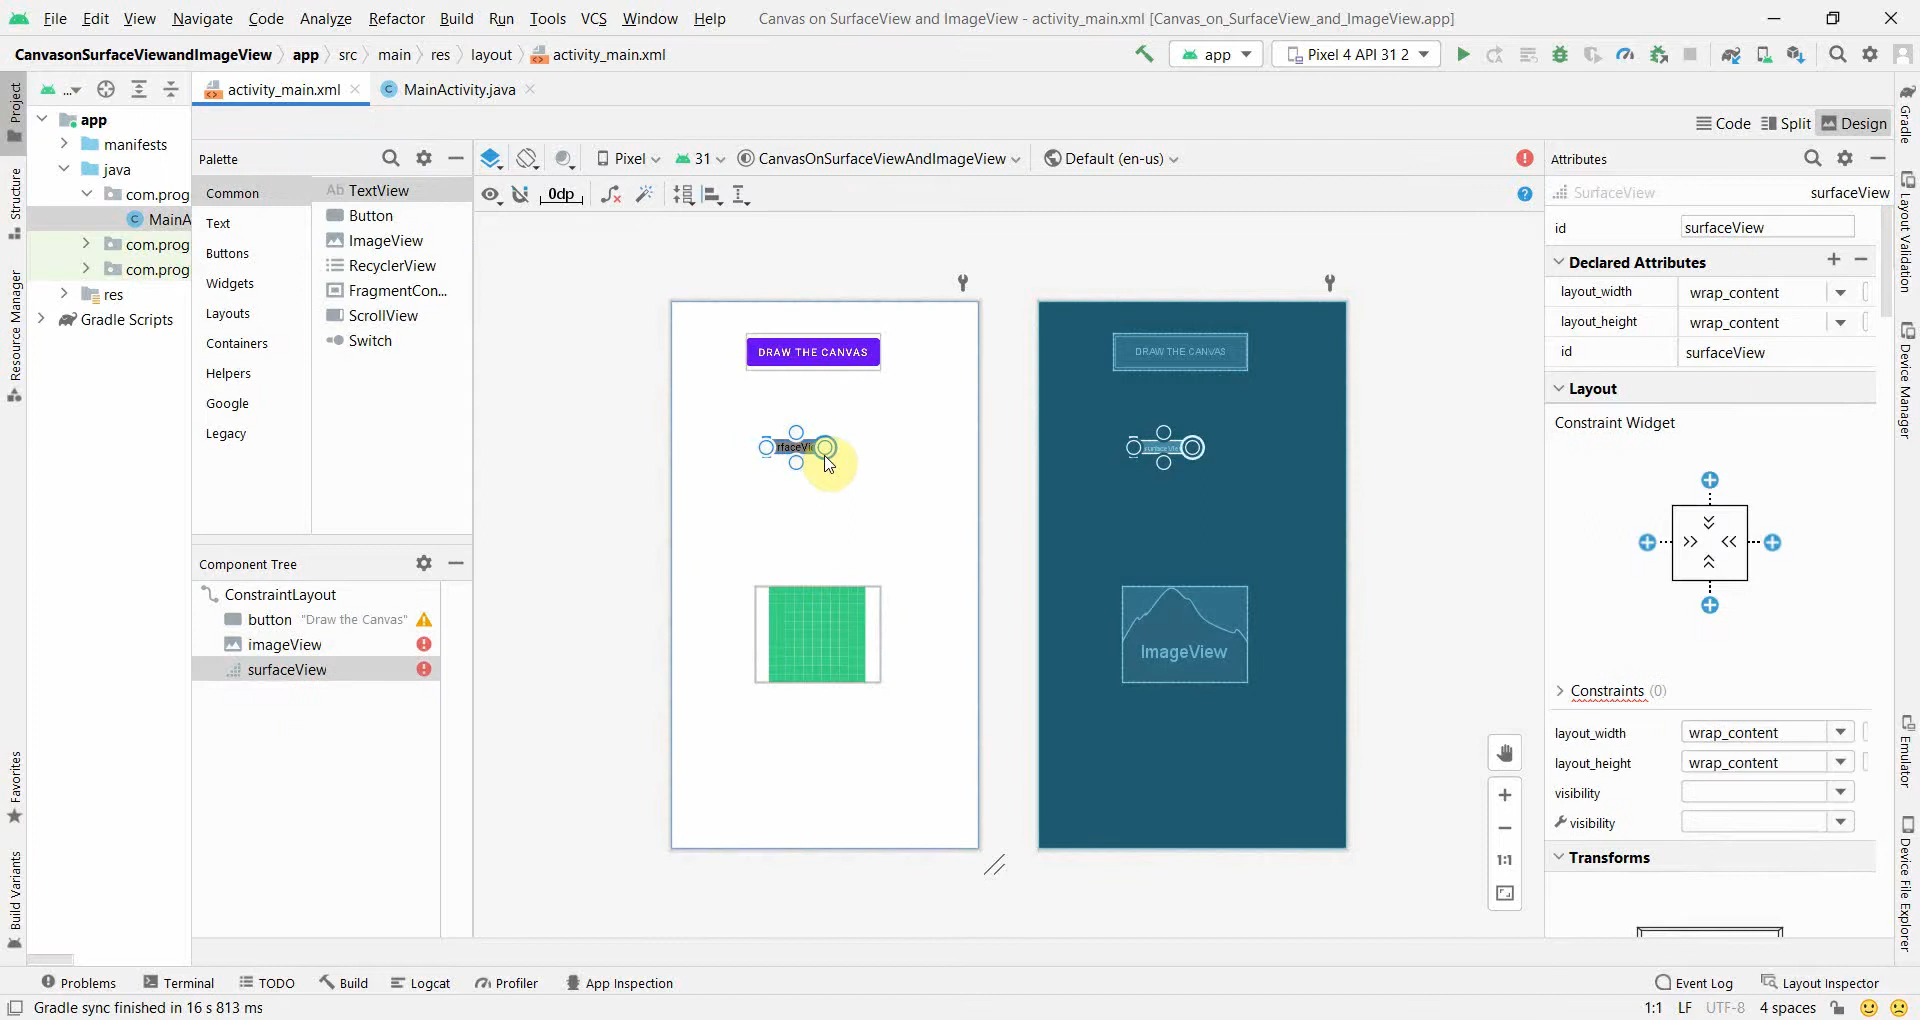 File Edit View Navigate Code Analyze Refactor Build Run Tools VCS Window Help Canvas on SurfaceView and ImageView - activity_main.xml [Canvas_on_SurfaceView_and_ImageView.app]
CanvasonSurfaceViewandImageView app src main res layout activity_main.xml app Pixel 4 API 31 2
... activity_main.xml MainActivity.java
Code Split Design
Project
Structure
Resource Manager
Favorites
Build Variants
app
manifests
java
com.prog
MainA
com.prog
com.prog
res
Gradle Scripts
Palette
Common
Text
Buttons
Widgets
Layouts
Containers
Helpers
Google
Legacy
Ab TextView
Button
ImageView
RecyclerView
FragmentCon...
ScrollView
Switch
Component Tree
ConstraintLayout
button "Draw the Canvas"
imageView
surfaceView
Pixel 31 CanvasOnSurfaceViewAndImageView Default (en-us)
0dp
DRAW THE CANVAS
rfaceVi
DRAW THE CANVAS
ImageView
1:1
Attributes
SurfaceView surfaceView
id surfaceView
Declared Attributes
layout_width wrap_content
layout_height wrap_content
id surfaceView
Layout
Constraint Widget
Constraints (0)
layout_width wrap_content
layout_height wrap_content
visibility
visibility
Transforms
Gradle
Layout Validation
Device Manager
Emulator
Device File Explorer
Problems Terminal TODO Build Logcat Profiler App Inspection Event Log Layout Inspector
Gradle sync finished in 16 s 813 ms 1:1 LF UTF-8 4 spaces